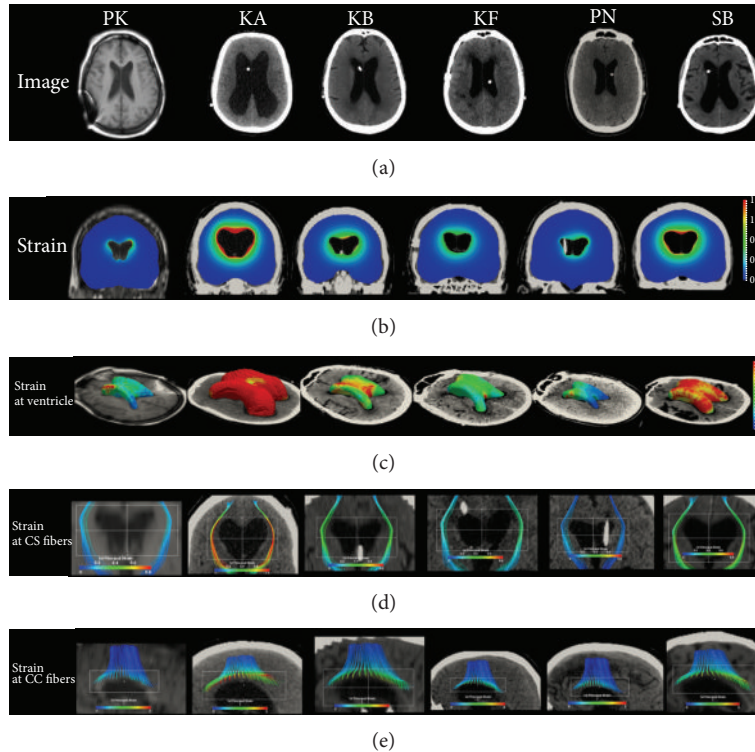 PK KA KB KF PN SB
Image
(a)
Strain
(b)
Strain
at ventricle
(c)
Strain
at CS fibers
(d)
Strain
at CC fibers
(e)